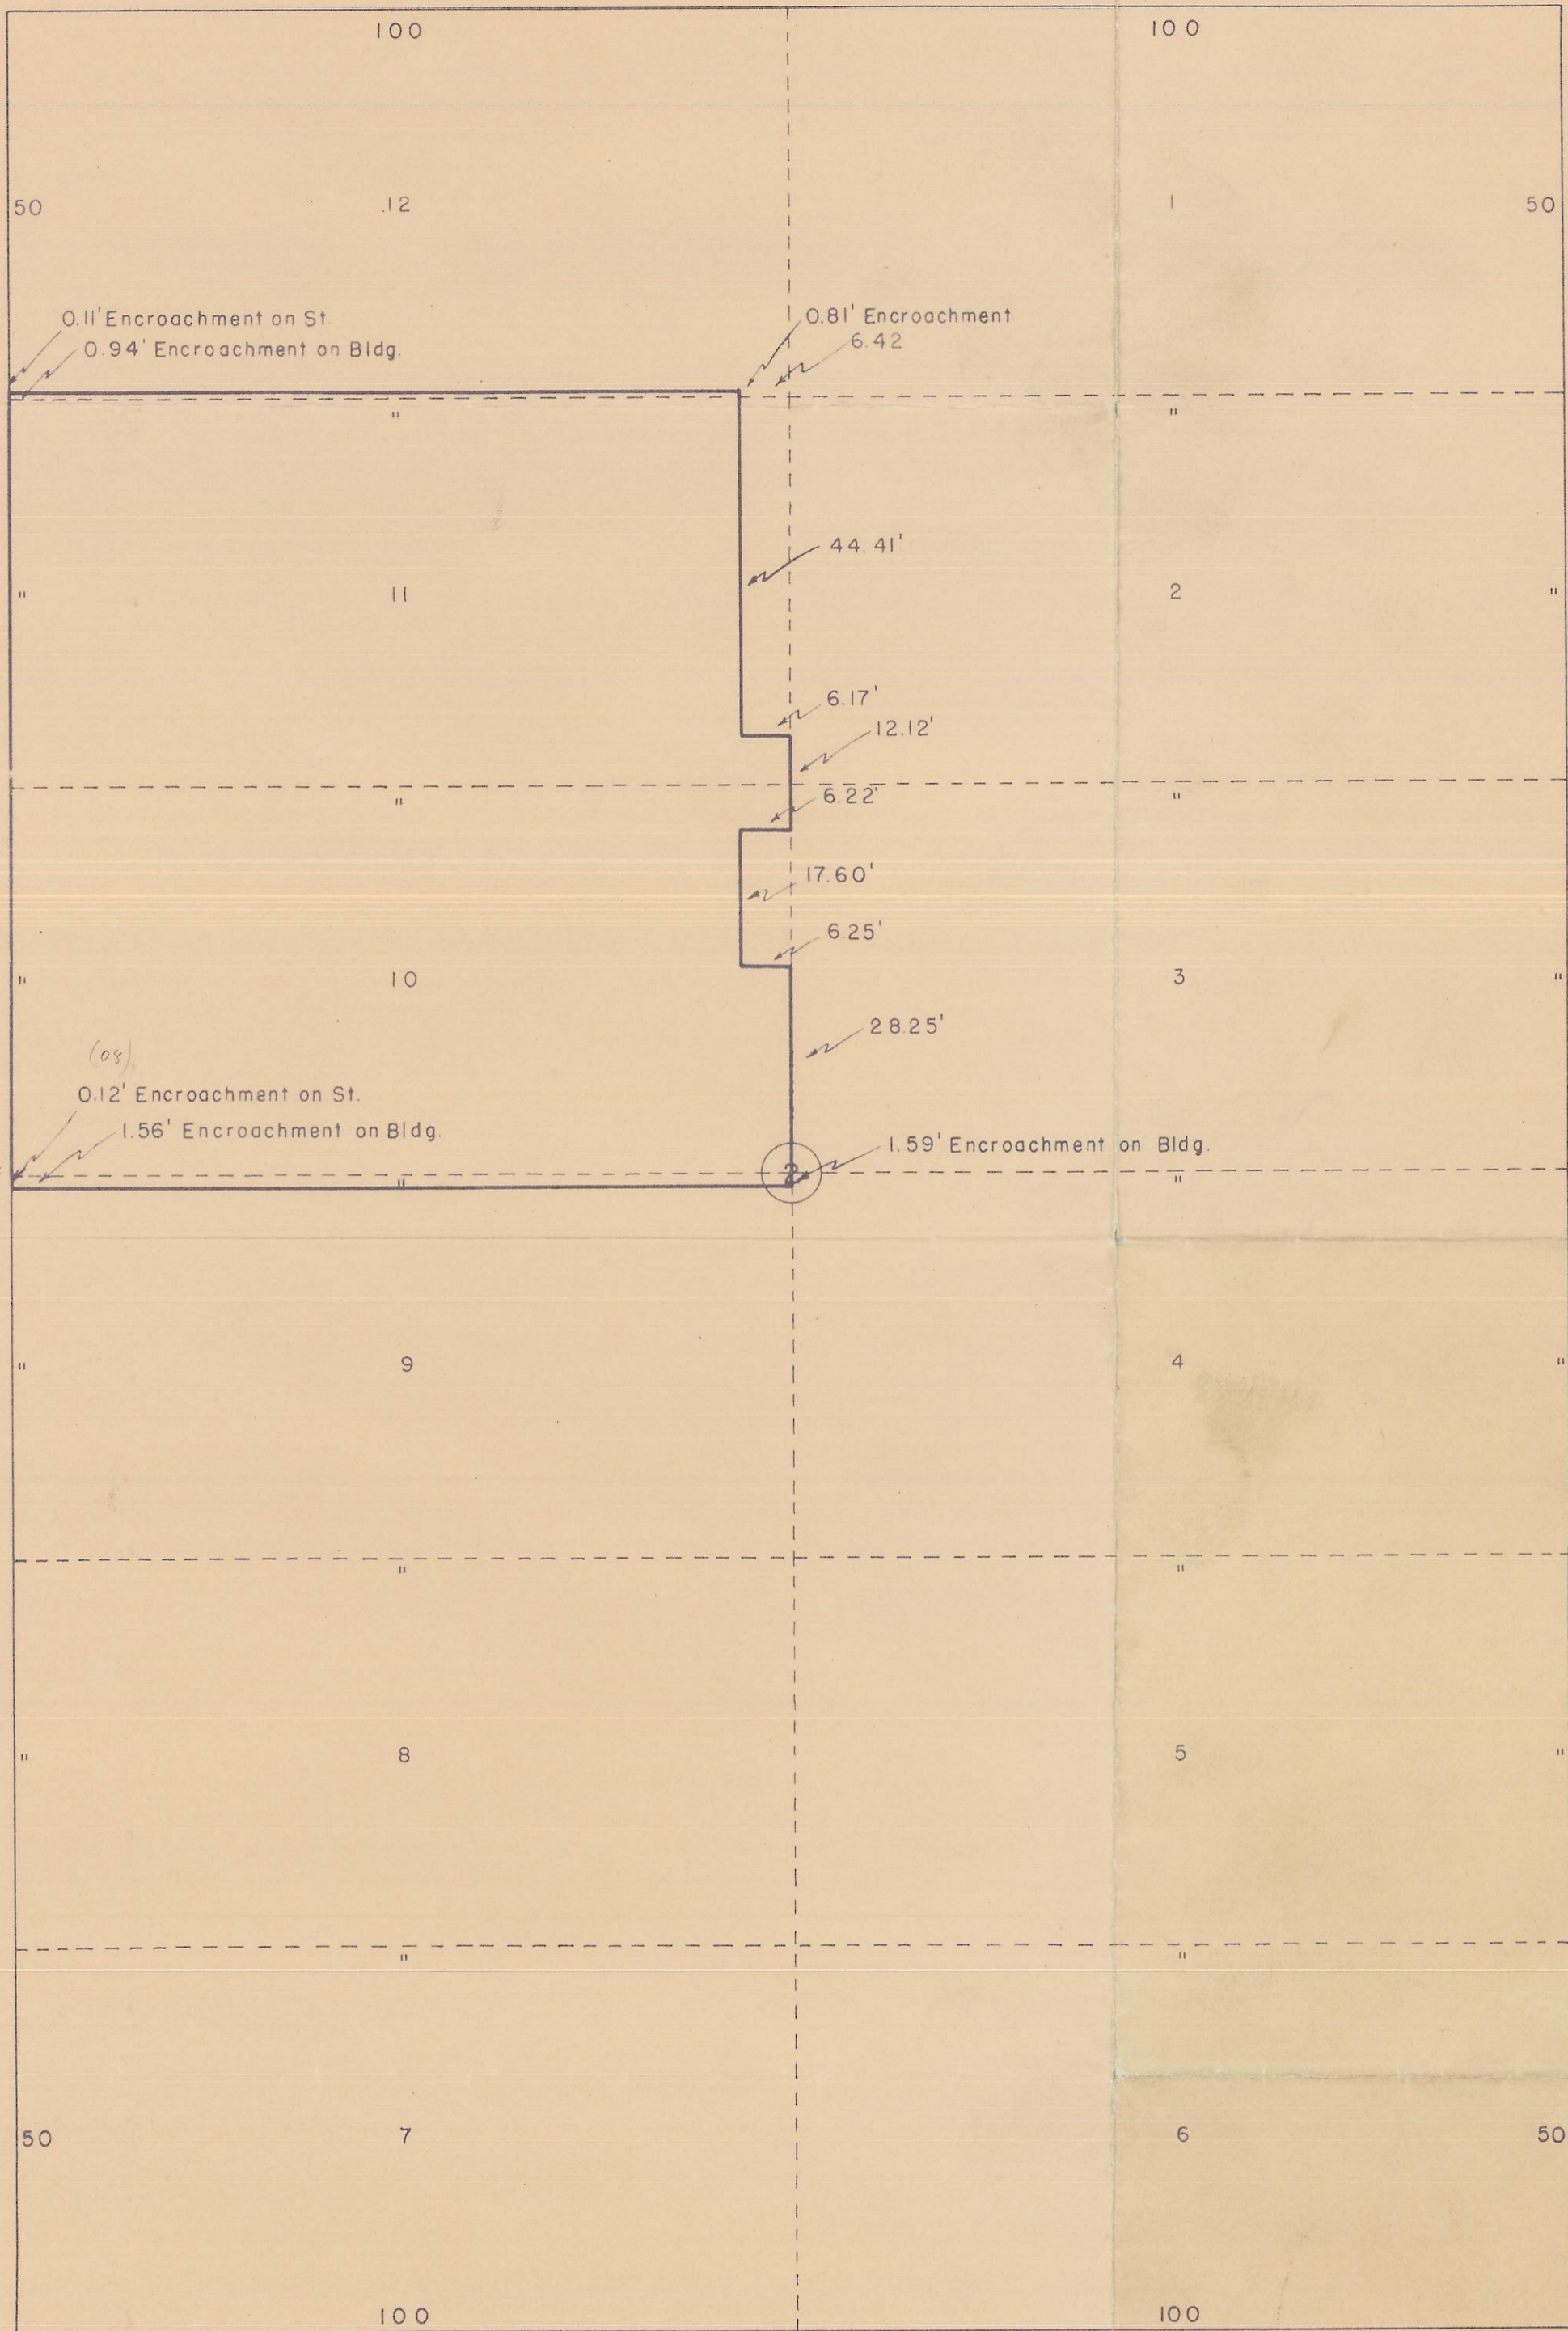 100 100
50 12 1 50
0.11' Encroachment on St.
0.94' Encroachment on Bldg.
0.81' Encroachment
6.42
" "
44.41'
" 11 2 "
6.17'
12.12'
6.22'
" "
17.60'
6.25'
" 10 3 "
28.25'
(08)
0.12' Encroachment on St.
1.56' Encroachment on Bldg.
1.59' Encroachment on Bldg.
2
" "
" 9 4 "
" "
" 8 5 "
" "
50 7 6 50
100 100